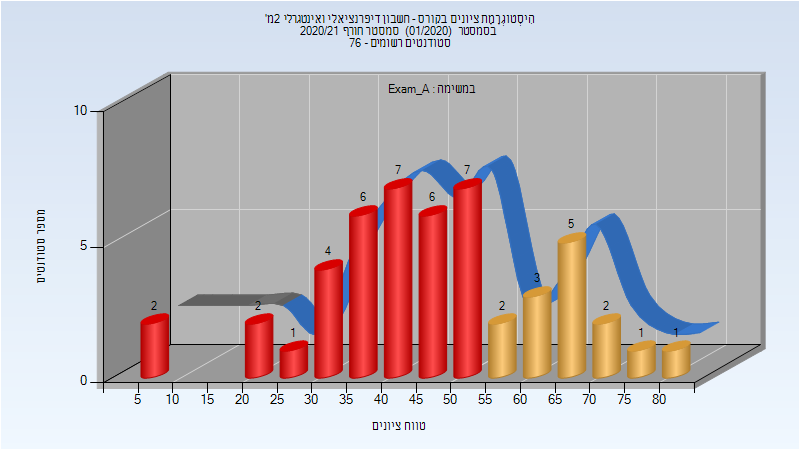 הִיסְטוֹגְרָמַת ציונים בקורס - חשבון דיפרנציאלי ואינטגרלי 2מ'
בסמסטר (01/2020) סמסטר חורף 2020/21
סטודנטים רשומים - 76
במשימה : Exam_A
מספר סטודנטים
10
5
0
2
2
1
4
6
7
6
7
2
3
5
2
1
1
5 10 15 20 25 30 35 40 45 50 55 60 65 70 75 80
טווח ציונים